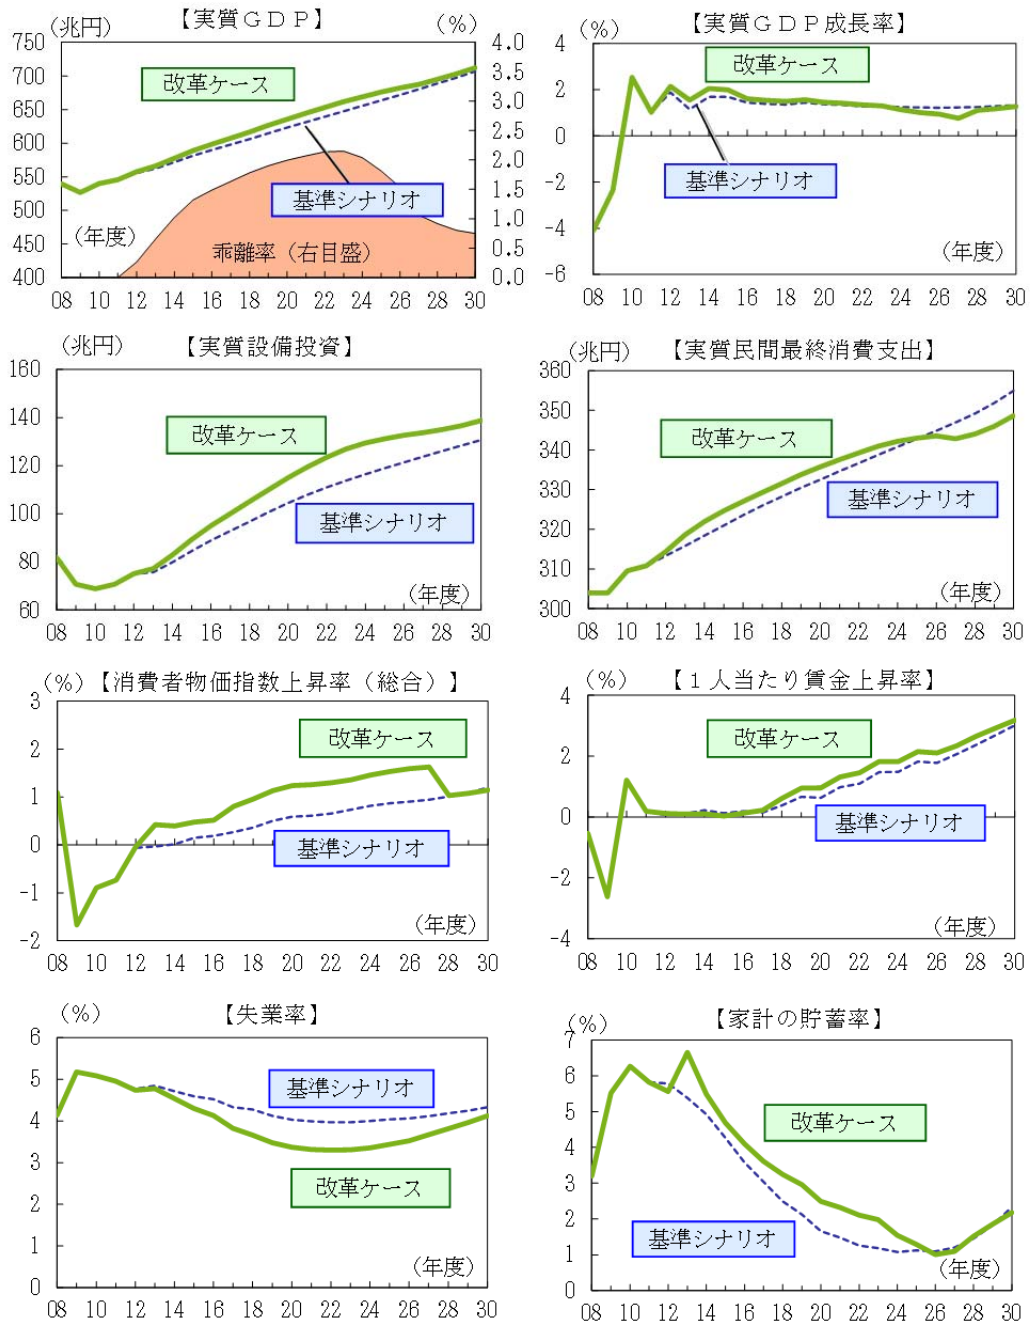 【実質ＧＤＰ】
(兆円)
(%)
750
700
650
600
550
500
450
400
4.0
3.5
3.0
2.5
2.0
1.5
1.0
0.5
0.0
改革ケース
基準シナリオ
乖離率（右目盛）
(年度)
08 10 12 14 16 18 20 22 24 26 28 30
【実質ＧＤＰ成長率】
(%)
4
2
0
-2
-4
-6
改革ケース
基準シナリオ
(年度)
08 10 12 14 16 18 20 22 24 26 28 30
【実質設備投資】
(兆円)
160
140
120
100
80
60
改革ケース
基準シナリオ
(年度)
08 10 12 14 16 18 20 22 24 26 28 30
【実質民間最終消費支出】
(兆円)
360
350
340
330
320
310
300
改革ケース
基準シナリオ
(年度)
08 10 12 14 16 18 20 22 24 26 28 30
(%)【消費者物価指数上昇率（総合）】
3
2
1
0
-1
-2
改革ケース
基準シナリオ
(年度)
08 10 12 14 16 18 20 22 24 26 28 30
(%)
【１人当たり賃金上昇率】
4
2
0
-2
-4
改革ケース
基準シナリオ
(年度)
08 10 12 14 16 18 20 22 24 26 28 30
(%)
【失業率】
6
5
4
3
2
1
0
基準シナリオ
改革ケース
(年度)
08 10 12 14 16 18 20 22 24 26 28 30
【家計の貯蓄率】
(%)
7
6
5
4
3
2
1
0
改革ケース
基準シナリオ
(年度)
08 10 12 14 16 18 20 22 24 26 28 30